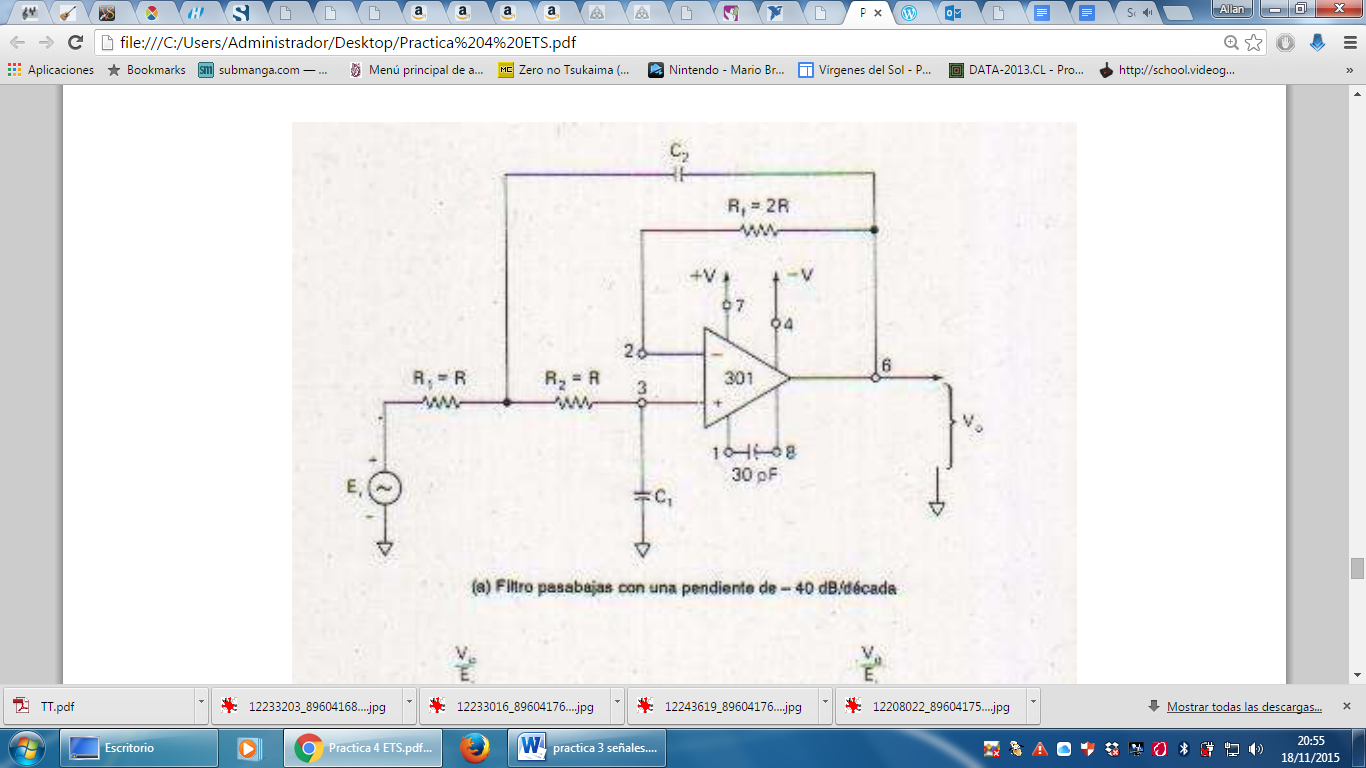 Allan
file:///C:/Users/Administrador/Desktop/Practica%204%20ETS.pdf
Aplicaciones
Bookmarks
submanga.com — ...
Menú principal de a...
Zero no Tsukaima (...
Nintendo - Mario Br...
Vírgenes del Sol - P...
DATA-2013.CL - Pro...
http://school.videog...
»
C2
Rf = 2R
+V
-V
7
4
2
-
301
6
R1 = R
R2 = R
3
+
Vo
1
8
30 pF
+
Ei
-
C1
(a) Filtro pasabajas con una pendiente de – 40 dB/década
Vo
Vo
E
E
TT.pdf
12233203_89604168....jpg
12233016_89604176....jpg
12243619_89604176....jpg
12208022_89604175....jpg
Mostrar todas las descargas...
Escritorio
Practica 4 ETS.pdf...
practica 3 señales....
20:55
18/11/2015